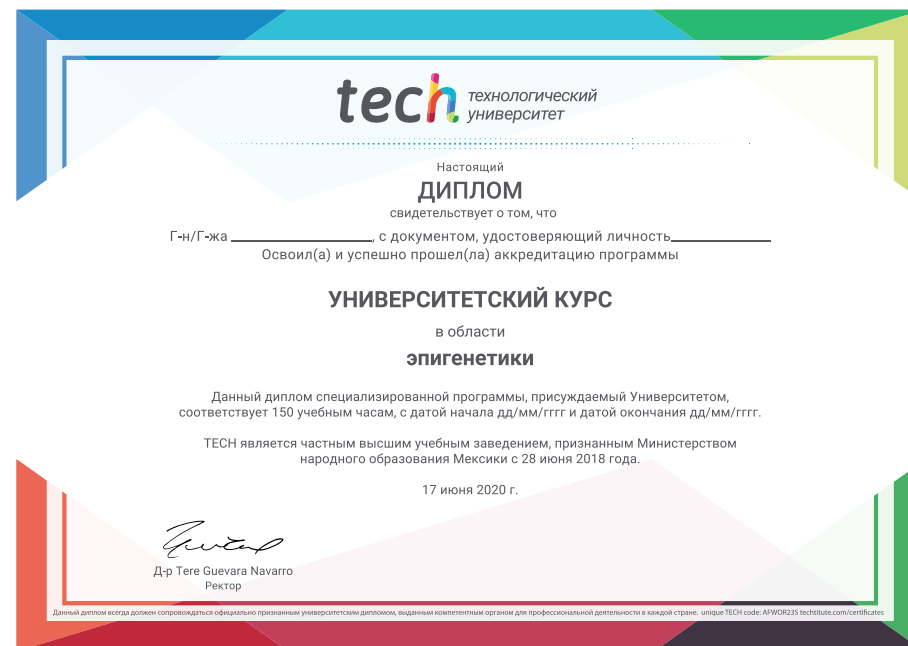 tech технологический
университет
Настоящий
ДИПЛОМ
свидетельствует о том, что
Г-н/Г-жа ________________, с документом, удостоверяющий личность____________
Освоил(а) и успешно прошел(ла) аккредитацию программы
УНИВЕРСИТЕТСКИЙ КУРС
в области
эпигенетики
Данный диплом специализированной программы, присуждаемый Университетом,
соответствует 150 учебным часам, с датой начала дд/мм/гггг и датой окончания дд/мм/гггг.
TECH является частным высшим учебным заведением, признанным Министерством
народного образования Мексики с 28 июня 2018 года.
17 июня 2020 г.
Д-р Tere Guevara Navarro
Ректор
Данный диплом всегда должен сопровождаться официально признанным университетским дипломом, выданным компетентным органом для профессиональной деятельности в каждой стране. unique TECH code: AFWOR23S techtitute.com/certificates